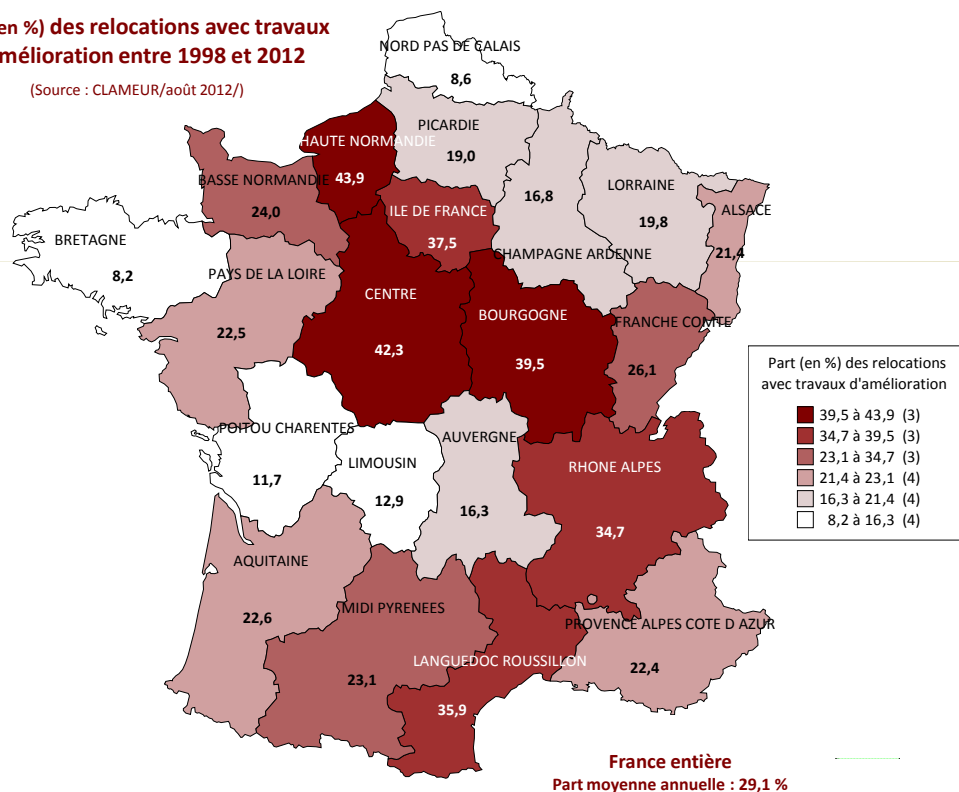 en %) des relocations avec travaux
mélioration entre 1998 et 2012
(Source : CLAMEUR/août 2012/)
NORD PAS DE CALAIS
8,6
PICARDIE
19,0
HAUTE NORMANDIE
43,9
BASSE NORMANDIE
24,0
ILE DE FRANCE
37,5
16,8
CHAMPAGNE ARDENNE
LORRAINE
19,8
ALSACE
21,4
BRETAGNE
8,2
PAYS DE LA LOIRE
22,5
CENTRE
42,3
BOURGOGNE
39,5
FRANCHE COMTE
26,1
Part (en %) des relocations
avec travaux d'amélioration
39,5 à 43,9 (3)
34,7 à 39,5 (3)
23,1 à 34,7 (3)
21,4 à 23,1 (4)
16,3 à 21,4 (4)
8,2 à 16,3 (4)
POITOU CHARENTES
11,7
LIMOUSIN
12,9
AUVERGNE
16,3
RHONE ALPES
34,7
AQUITAINE
22,6
MIDI PYRENEES
23,1
LANGUEDOC ROUSSILLON
35,9
PROVENCE ALPES COTE D AZUR
22,4
France entière
Part moyenne annuelle : 29,1 %